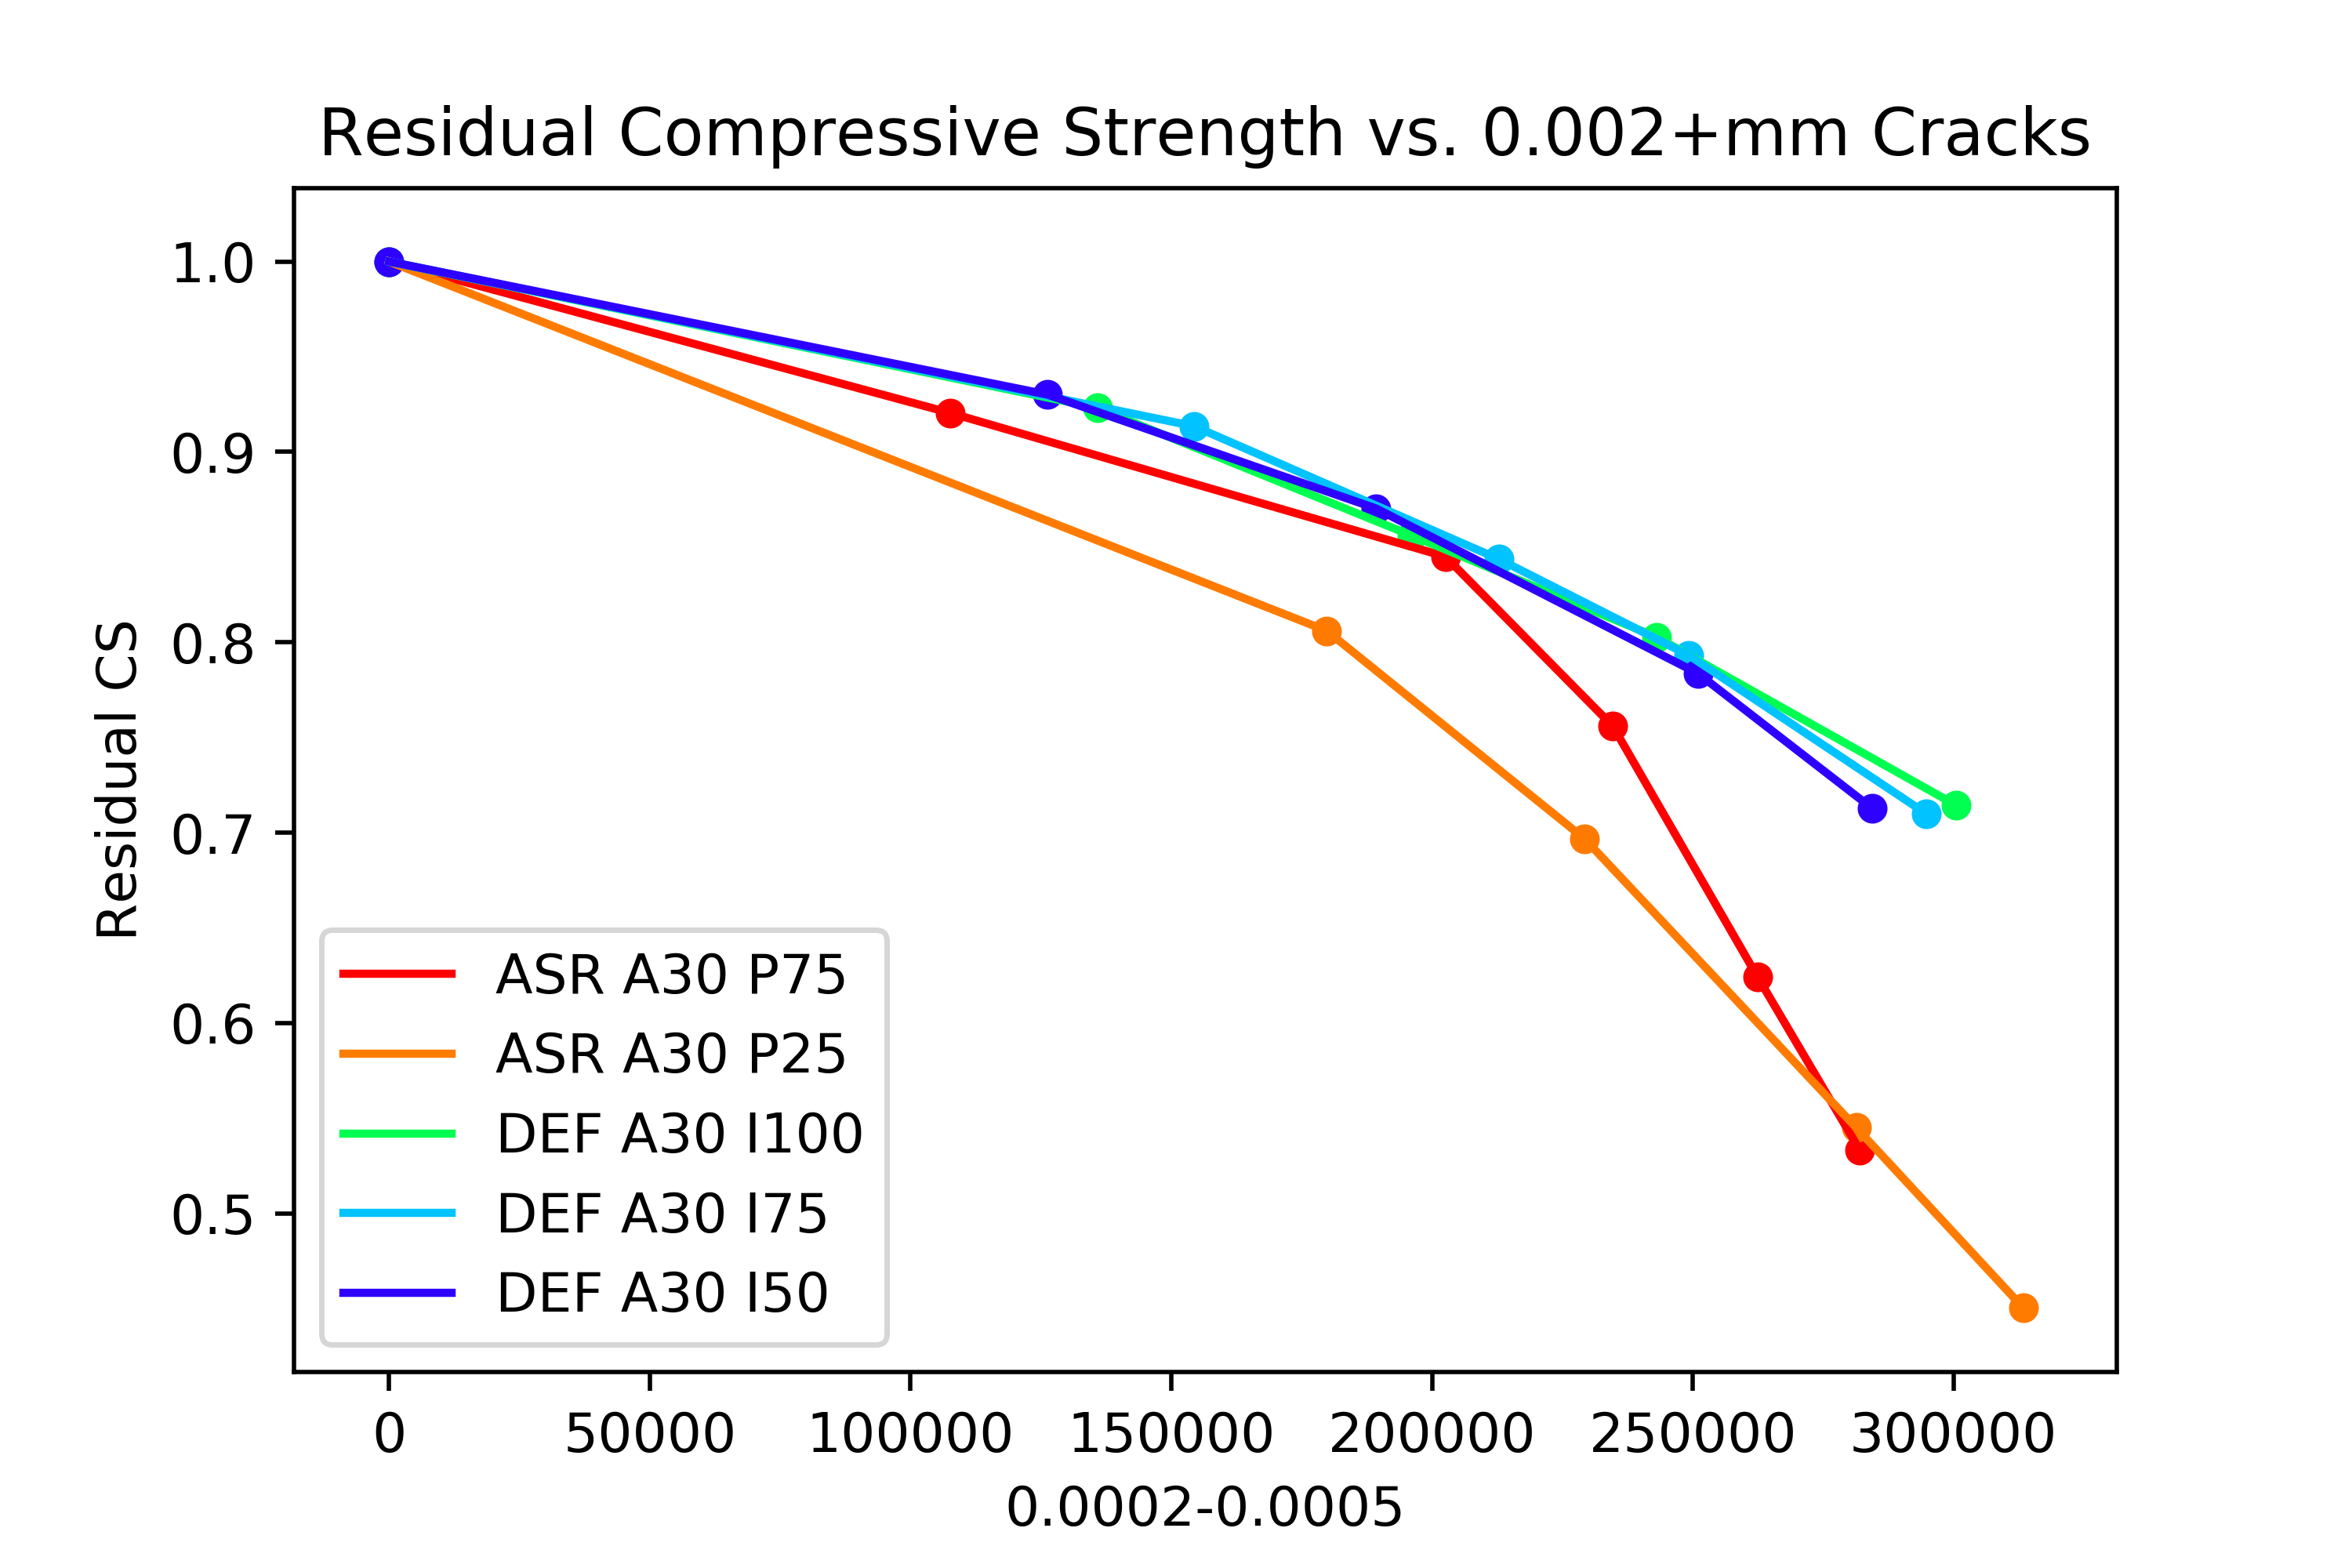 Residual Compressive Strength vs. 0.002+mm Cracks
1.0
0.9
0.8
0.7
0.6
0.5
Residual CS
ASR A30 P75
ASR A30 P25
DEF A30 I100
DEF A30 I75
DEF A30 I50
0 50000 100000 150000 200000 250000 300000
0.0002-0.0005